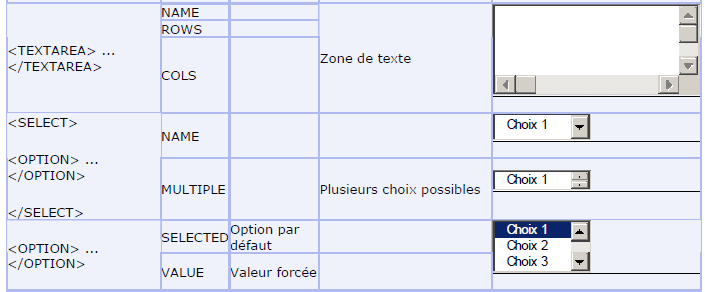 NAME
ROWS
<TEXTAREA> ...
</TEXTAREA>
COLS
Zone de texte
<SELECT>
NAME
Choix 1
<OPTION> ...
</OPTION>
MULTIPLE
Plusieurs choix possibles
Choix 1
</SELECT>
<OPTION> ...
</OPTION>
SELECTED
Option par
défaut
Choix 1
Choix 2
Choix 3
VALUE
Valeur forcée